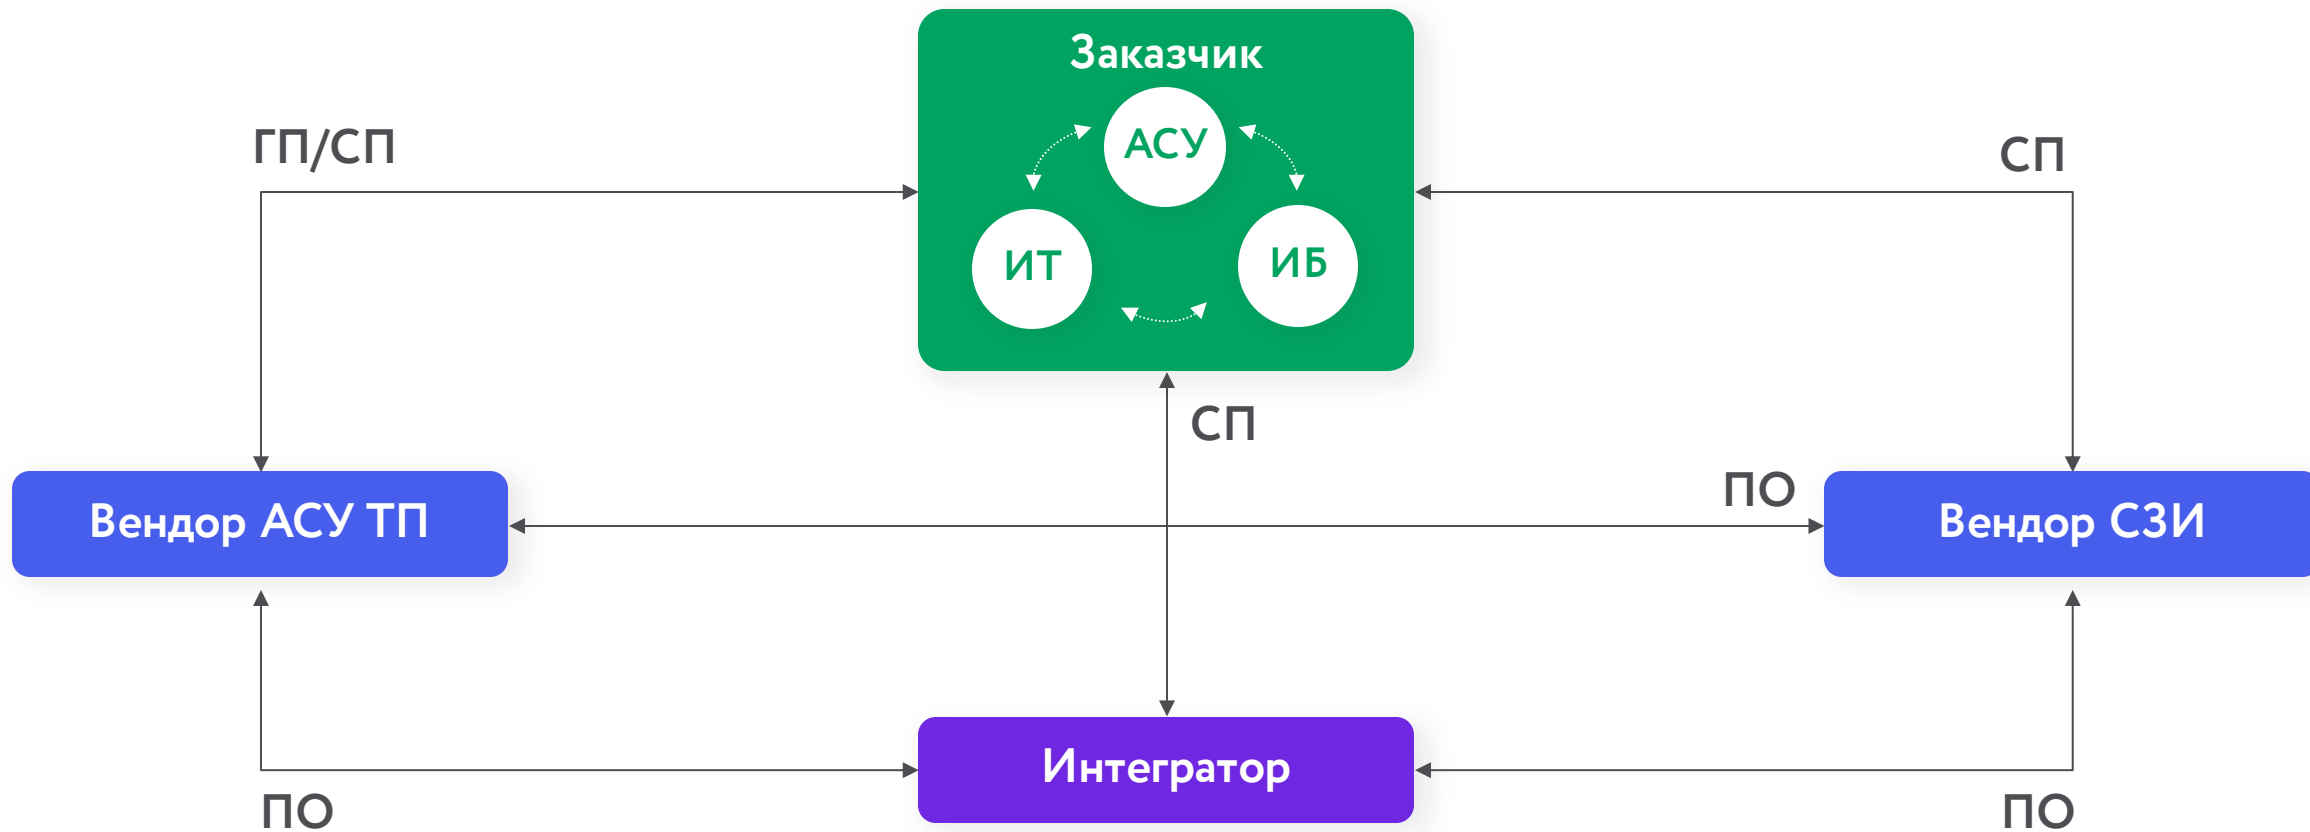 Заказчик
ГП/СП
АСУ
СП
ИТ
ИБ
СП
ПО
Вендор АСУ ТП
Вендор СЗИ
Интегратор
ПО
ПО